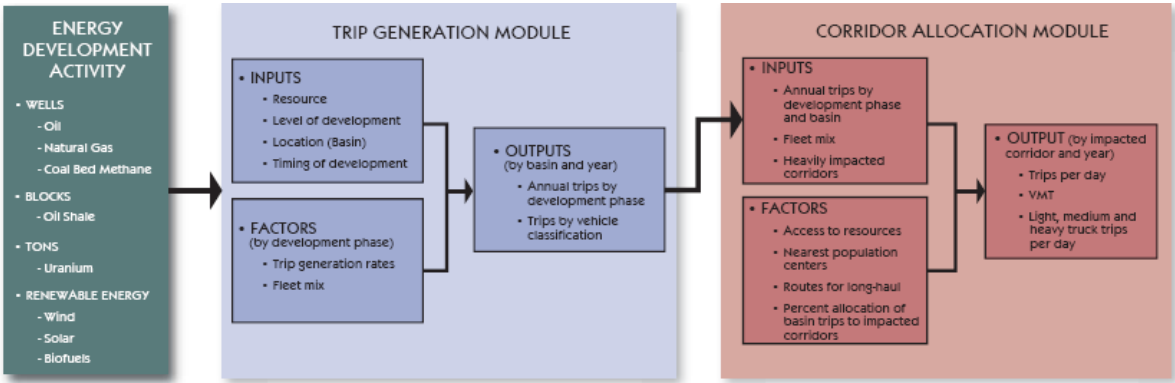 ENERGY
DEVELOPMENT
ACTIVITY
• WELLS
- Oil
- Natural Gas
- Coal Bed Methane
• BLOCKS
- Oil Shale
• TONS
- Uranium
• RENEWABLE ENERGY
- Wind
- Solar
- Biofuels
TRIP GENERATION MODULE
• INPUTS
• Resource
• Level of development
• Location (Basin)
• Timing of development
• FACTORS
(by development phase)
• Trip generation rates
• Fleet mix
• OUTPUTS
(by basin and year)
• Annual trips by
development phase
• Trips by vehicle
classification
CORRIDOR ALLOCATION MODULE
• INPUTS
• Annual trips by
development phase
and basin
• Fleet mix
• Heavily impacted
corridors
• FACTORS
• Access to resources
• Nearest population
centers
• Routes for long-haul
• Percent allocation of
basin trips to impacted
corridors
• OUTPUT (by impacted
corridor and year)
• Trips per day
• VMT
• Light, medium and
heavy truck trips
per day